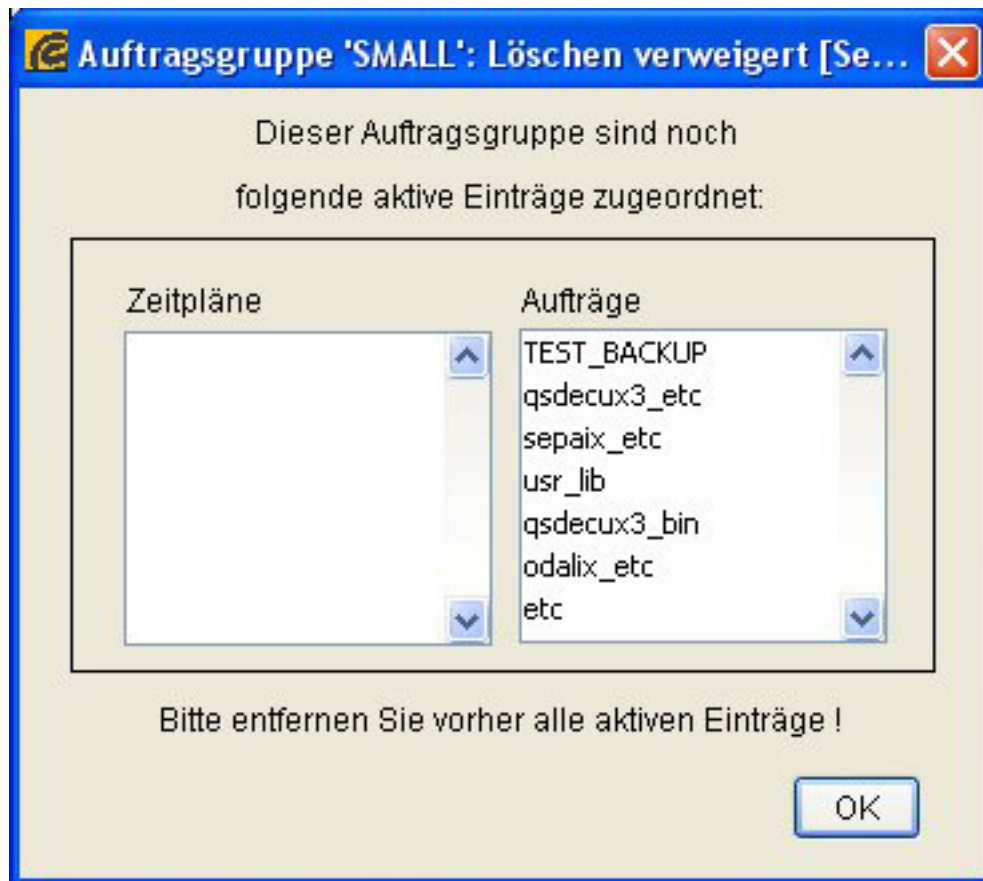 Auftragsgruppe 'SMALL': Löschen verweigert [Se...
Dieser Auftragsgruppe sind noch
folgende aktive Einträge zugeordnet:
Zeitpläne
Aufträge
TEST_BACKUP
qsdecux3_etc
sepaix_etc
usr_lib
qsdecux3_bin
odalix_etc
etc
Bitte entfernen Sie vorher alle aktiven Einträge !
OK